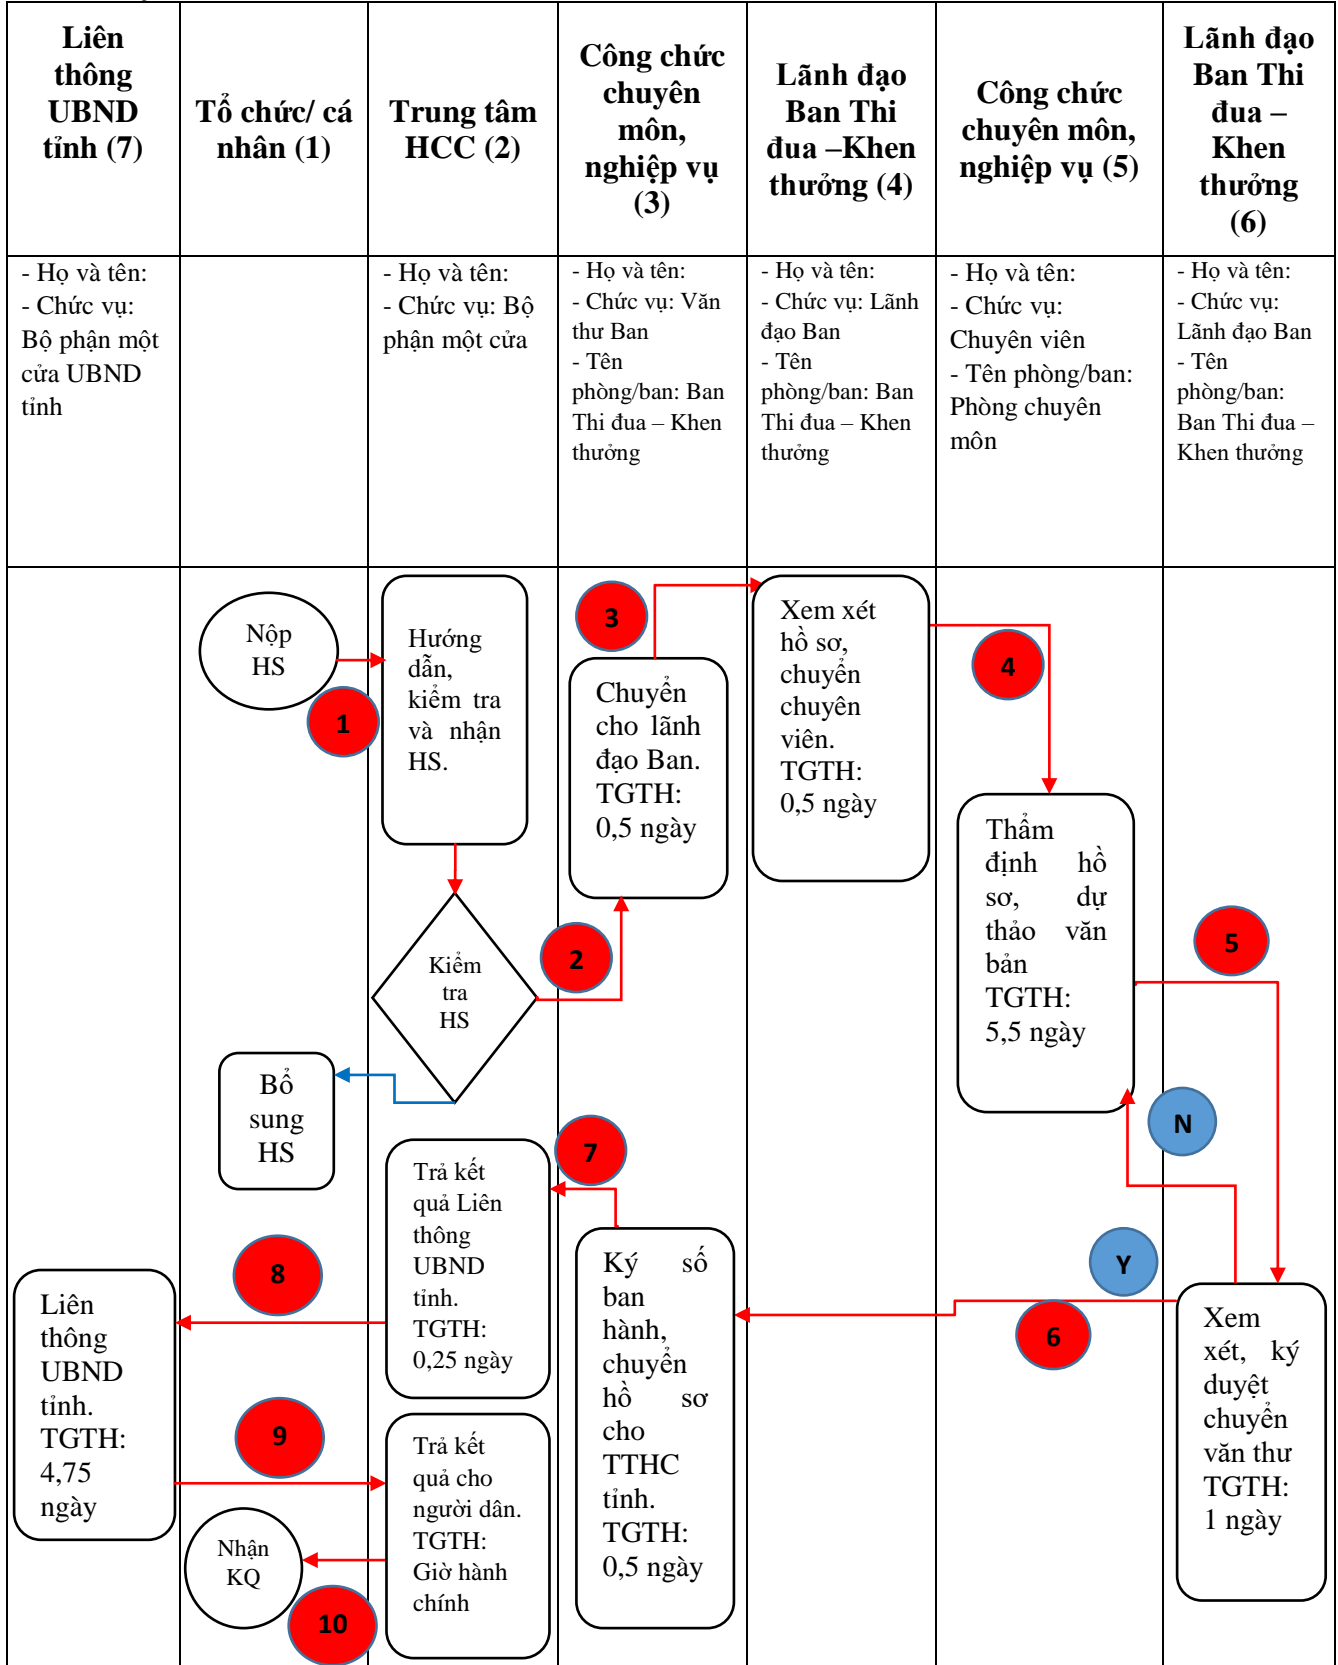 Liên
thông
UBND
tỉnh (7)
Tổ chức/ cá
nhân (1)
Trung tâm
HCC (2)
Công chức
chuyên
môn,
nghiệp vụ
(3)
Lãnh đạo
Ban Thi
đua –Khen
thưởng (4)
Công chức
chuyên môn,
nghiệp vụ (5)
Lãnh đạo
Ban Thi
đua –
Khen
thưởng
(6)
- Họ và tên:
- Chức vụ:
Bộ phận một
cửa UBND
tỉnh
- Họ và tên:
- Chức vụ: Bộ
phận một cửa
- Họ và tên:
- Chức vụ: Văn
thư Ban
- Tên
phòng/ban: Ban
Thi đua – Khen
thưởng
- Họ và tên:
- Chức vụ: Lãnh
đạo Ban
- Tên
phòng/ban: Ban
Thi đua – Khen
thưởng
- Họ và tên:
- Chức vụ:
Chuyên viên
- Tên phòng/ban:
Phòng chuyên
môn
- Họ và tên:
- Chức vụ:
Lãnh đạo Ban
- Tên
phòng/ban:
Ban Thi đua –
Khen thưởng
Nộp
HS
1
Hướng
dẫn,
kiểm tra
và nhận
HS.
Kiểm
tra
HS
Bổ
sung
HS
2
Chuyển
cho lãnh
đạo Ban.
TGTH:
0,5 ngày
3
Xem xét
hồ sơ,
chuyển
chuyên
viên.
TGTH:
0,5 ngày
4
Thẩm
định hồ
sơ, dự
thảo văn
bản
TGTH:
5,5 ngày
5
N
Y
Xem
xét, ký
duyệt
chuyển
văn thư
TGTH:
1 ngày
6
Ký số
ban
hành,
chuyển
hồ sơ
cho
TTHC
tỉnh.
TGTH:
0,5 ngày
7
Trả kết
quả Liên
thông
UBND
tỉnh.
TGTH:
0,25 ngày
8
Liên
thông
UBND
tỉnh.
TGTH:
4,75
ngày
9
Trả kết
quả cho
người dân.
TGTH:
Giờ hành
chính
Nhận
KQ
10